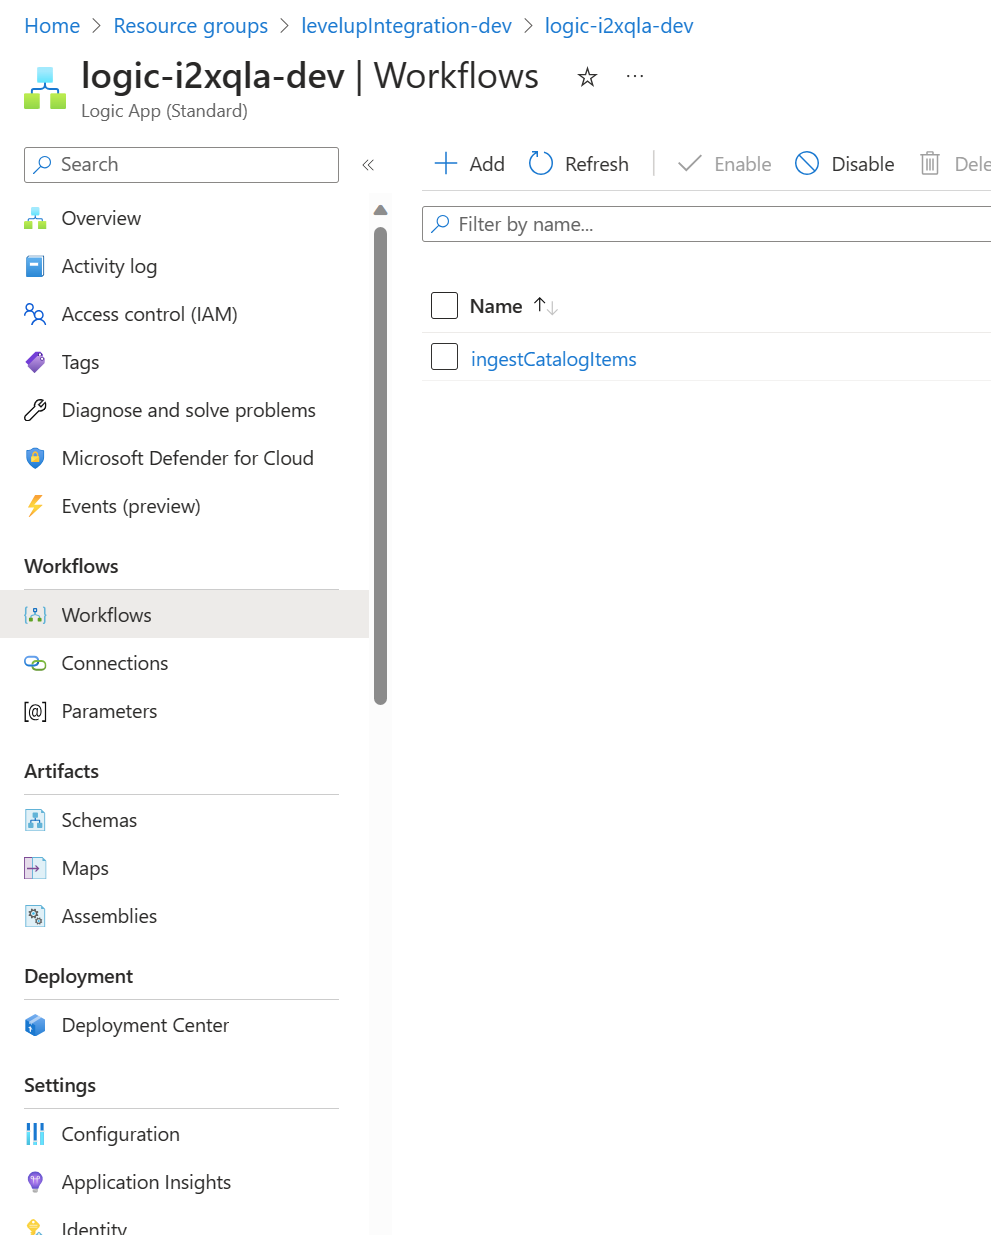 Home > Resource groups > levelupIntegration-dev > logic-i2xqla-dev
logic-i2xqla-dev | Workflows ☆ ...
Logic App (Standard)
Search «
Add Refresh Enable Disable Dele
Filter by name...
Name ↑↓
ingestCatalogItems
Overview
Activity log
Access control (IAM)
Tags
Diagnose and solve problems
Microsoft Defender for Cloud
Events (preview)
Workflows
Workflows
Connections
Parameters
Artifacts
Schemas
Maps
Assemblies
Deployment
Deployment Center
Settings
Configuration
Application Insights
Identity